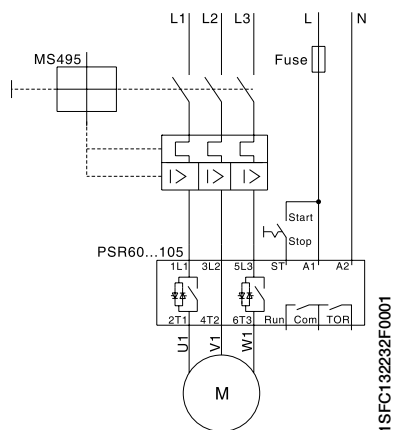 L1 L2 L3 L N
MS495
Fuse
I> I> I>
Start
Stop
PSR60...105
1L1 3L2 5L3 ST A1 A2
2T1 4T2 6T3 Run Com TOR
U1 V1 W1
M
1SFC132232F0001